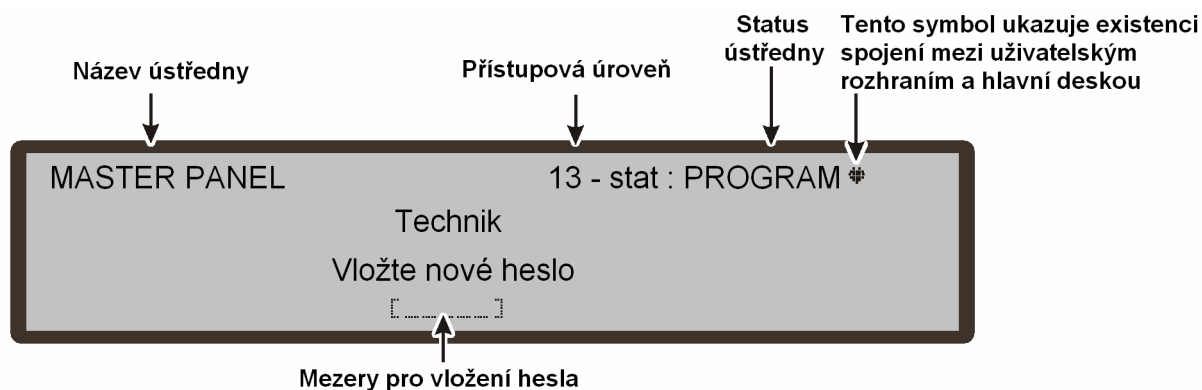 Název ústředny
Přístupová úroveň
Status
ústředny
Tento symbol ukazuje existenci
spojení mezi uživatelským
rozhraním a hlavní deskou
MASTER PANEL
13 - stat : PROGRAM
Technik
Vložte nové heslo
[_ _ _ _ _]
Mezery pro vložení hesla